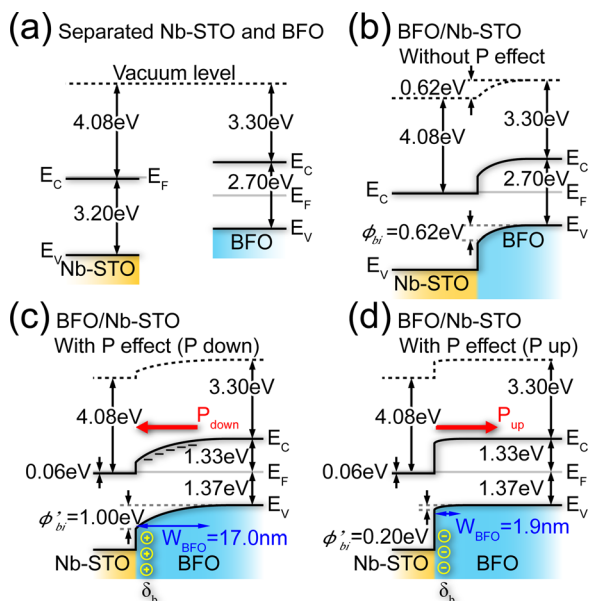 (a) Separated Nb-STO and BFO
Vacuum level
4.08eV
3.30eV
E_C
E_F
E_C
3.20eV
2.70eV
E_F
E_V
E_V
Nb-STO
BFO
(b) BFO/Nb-STO
Without P effect
0.62eV
4.08eV
3.30eV
E_C
E_C
2.70eV
E_F
ϕ_bi=0.62eV
E_V
BFO
E_V
Nb-STO
(c) BFO/Nb-STO
With P effect (P down)
3.30eV
4.08eV
P_down
E_C
0.06eV
1.33eV
E_F
1.37eV
E_V
ϕ'_bi=1.00eV
W_BFO=17.0nm
+
+
+
Nb-STO
BFO
δ_h
(d) BFO/Nb-STO
With P effect (P up)
3.30eV
4.08eV
P_up
E_C
0.06eV
1.33eV
E_F
1.37eV
E_V
W_BFO=1.9nm
ϕ'_bi=0.20eV
−
−
−
Nb-STO
BFO
δ_h